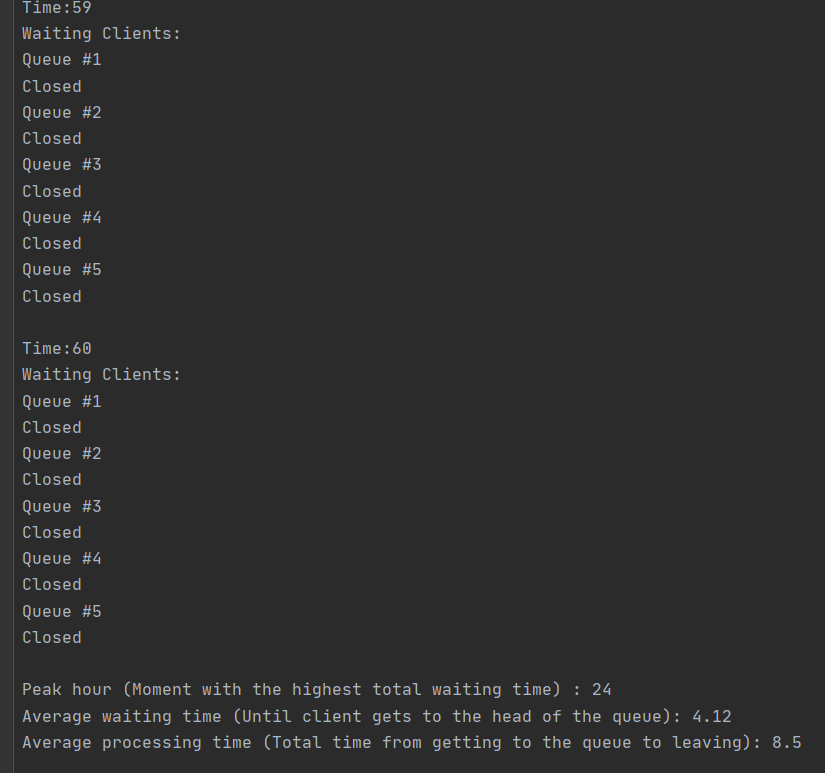 Time:59
Waiting Clients:
Queue #1
Closed
Queue #2
Closed
Queue #3
Closed
Queue #4
Closed
Queue #5
Closed
Time:60
Waiting Clients:
Queue #1
Closed
Queue #2
Closed
Queue #3
Closed
Queue #4
Closed
Queue #5
Closed
Peak hour (Moment with the highest total waiting time) : 24
Average waiting time (Until client gets to the head of the queue): 4.12
Average processing time (Total time from getting to the queue to leaving): 8.5